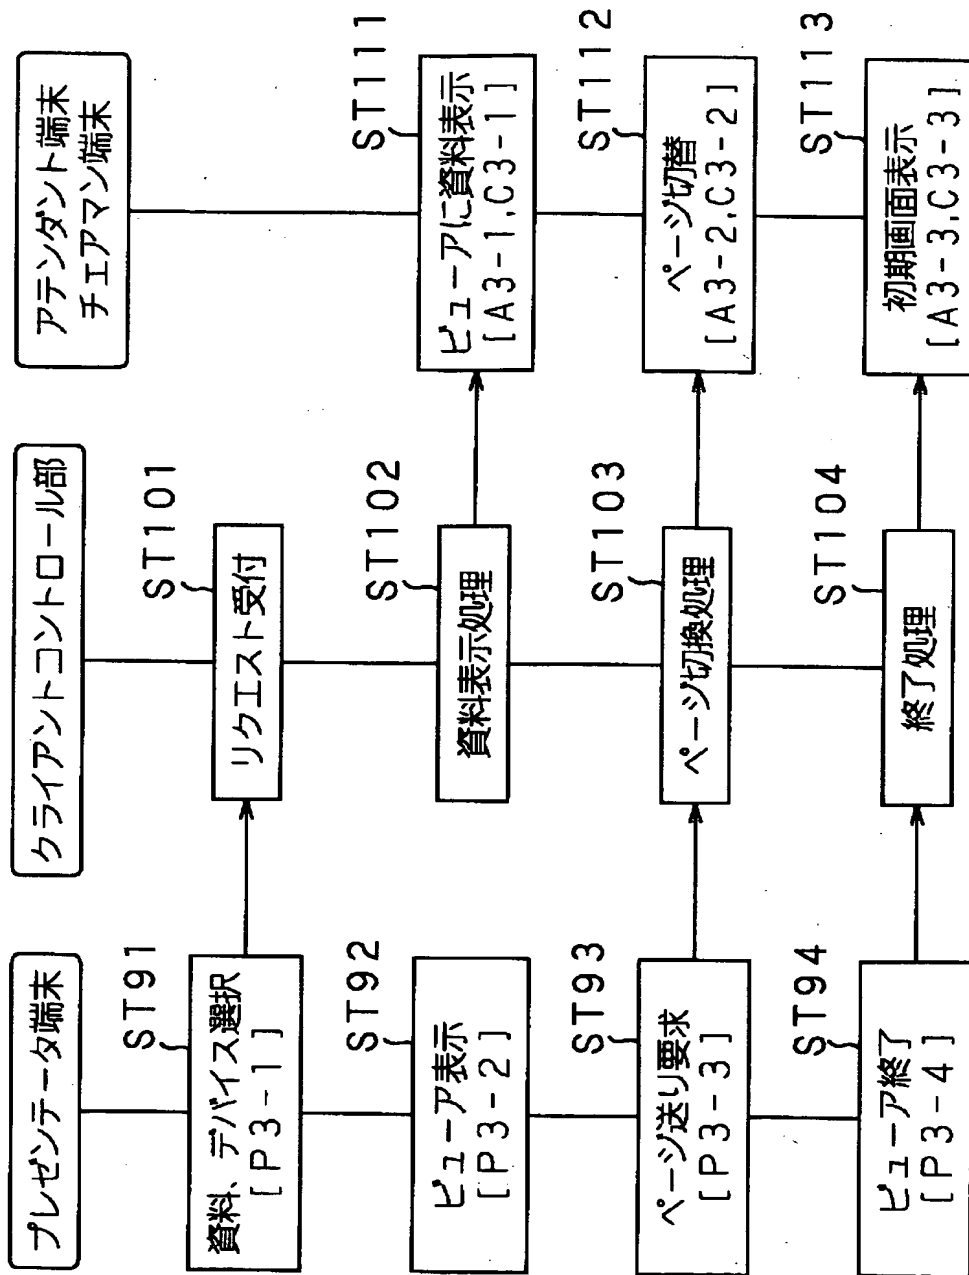 プレゼンテータ端末
ST91
資料、デバイス選択
[P3-1]
ST92
ビューア表示
[P3-2]
ST93
ページ送り要求
[P3-3]
ST94
ビューア終了
[P3-4]
クライアントコントロール部
ST101
リクエスト受付
ST102
資料表示処理
ST103
ページ切換処理
ST104
終了処理
アテンダント端末
チェアマン端末
ST111
ビューアに資料表示
[A3-1,C3-1]
ST112
ページ切替
[A3-2,C3-2]
ST113
初期画面表示
[A3-3,C3-3]